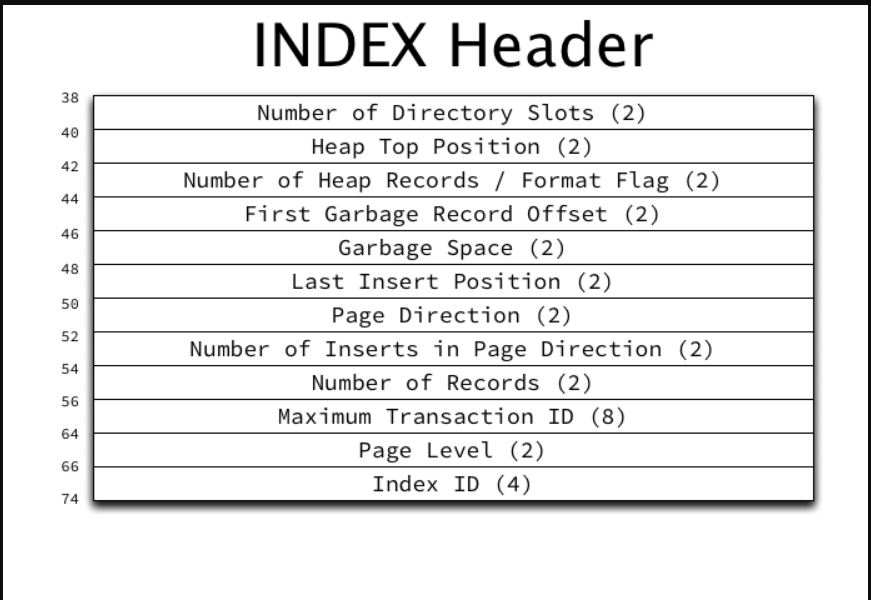 INDEX Header
38
Number of Directory Slots (2)
40
Heap Top Position (2)
42
Number of Heap Records / Format Flag (2)
44
First Garbage Record Offset (2)
46
Garbage Space (2)
48
Last Insert Position (2)
50
Page Direction (2)
52
Number of Inserts in Page Direction (2)
54
Number of Records (2)
56
Maximum Transaction ID (8)
64
Page Level (2)
66
Index ID (4)
74